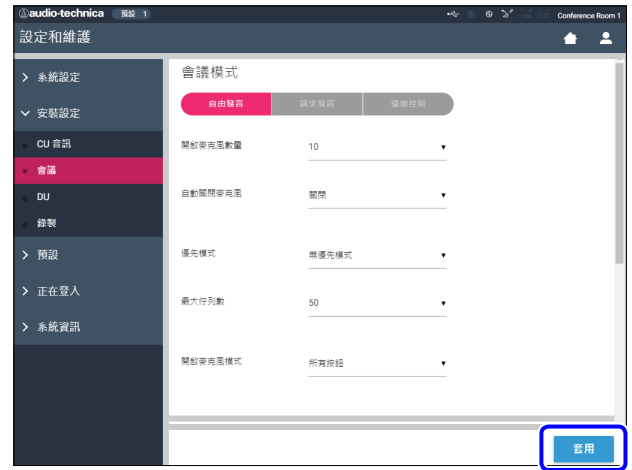 audio-technica 預設 1 Conference Room 1
設定和維護
系統設定
安裝設定
CU 音訊
會議
DU
錄製
預設
正在登入
系統資訊
會議模式
自由發言 請求發言 遠端控制
開啟麥克風數量 10
自動關閉麥克風 關閉
優先模式 無優先模式
最大佇列數 50
開啟麥克風模式 所有按鈕
套用